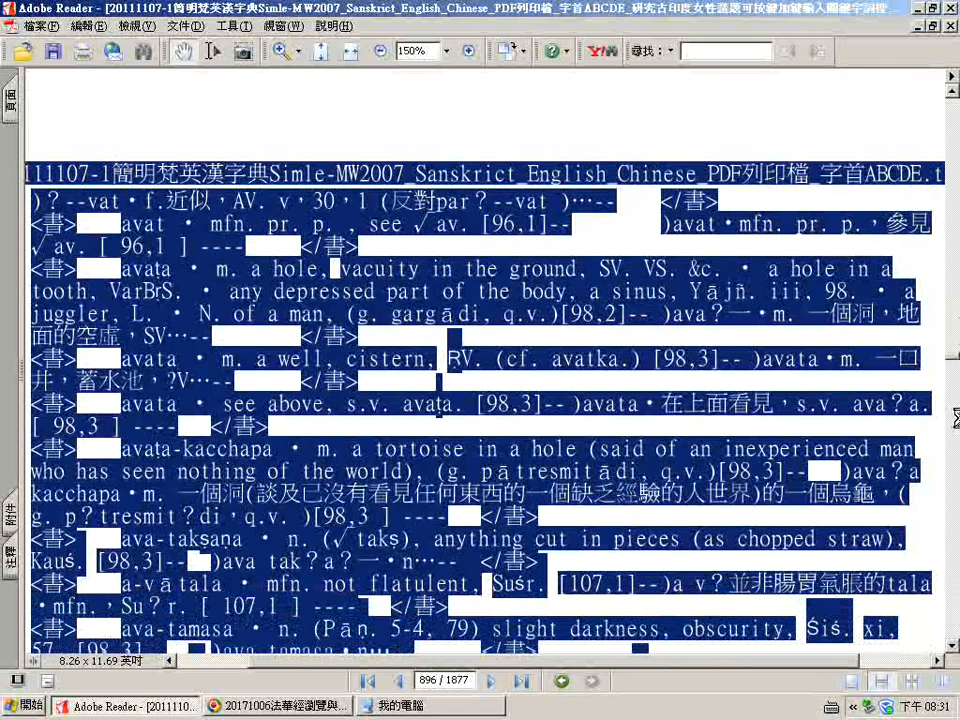 Adobe Reader - [20111107-1簡明梵英漢字典Simle-MW2007_Sanskrict_English_Chinese_PDF列印檔_字首ABCDE_研究古印度女性議題可按鍵加鍵輸入關鍵字詞搜
檔案(F) 編輯(E) 檢視(V) 文件(D) 工具(T) 視窗(W) 說明(H)
150% 尋找：
頁面
111107-1簡明梵英漢字典Simle-MW2007_Sanskrict_English_Chinese_PDF列印檔_字首ABCDE.t
)？--vat‧f.近似，AV. v，30，1 (反對par？--vat )…-- </書>
<書> avat ‧ mfn. pr. p. , see √av. [96,1]-- )avat‧mfn. pr. p.，參見
√av. [ 96,1 ] ---- </書>
<書> avaṭa ‧ m. a hole, vacuity in the ground, SV. VS. &c. ‧ a hole in a
tooth, VarBṛS. ‧ any depressed part of the body, a sinus, Yājñ. iii, 98. ‧ a
juggler, L. ‧ N. of a man, (g. gargādi, q.v.)[98,2]-- )ava？一‧m. 一個洞，地
面的空虛，SV…-- </書>
<書> avata ‧ m. a well, cistern, ṚV. (cf. avatka.) [98,3]-- )avata‧m. 一口
井，蓄水池，?V…-- </書>
<書> avata ‧ see above, s.v. avaṭa. [98,3]-- )avata‧在上面看見，s.v. ava？a.
[ 98,3 ] ---- </書>
<書> avaṭa-kacchapa ‧ m. a tortoise in a hole (said of an inexperienced man
who has seen nothing of the world), (g. pātresmitādi, q.v.)[98,3]-- )ava？a
kacchapa‧m. 一個洞(談及已沒有看見任何東西的一個缺乏經驗的人世界)的一個烏龜，(
g. p？tresmit？di，q.v. )[98,3 ] ---- </書>
<書> ava-takṣaṇa ‧ n. (√takṣ), anything cut in pieces (as chopped straw),
Kauś. [98,3]-- )ava tak？a？一‧n…-- </書>
<書> a-vātala ‧ mfn. not flatulent, Suśr. [107,1]--)a v？並非腸胃氣脹的tala
‧mfn.，Su？r. [ 107,1 ] ---- </書>
<書> ava-tamasa ‧ n. (Pāṇ. 5-4, 79) slight darkness, obscurity, Śiś. xi,
57. [98,3]-- )ava tamasa‧n…-- </書>
附件
注釋
8.26 x 11.69 英吋
896 / 1877
開始 Adobe Reader - [2011110... 20171006法華經瀏覽與... 我的電腦 下午 08:31